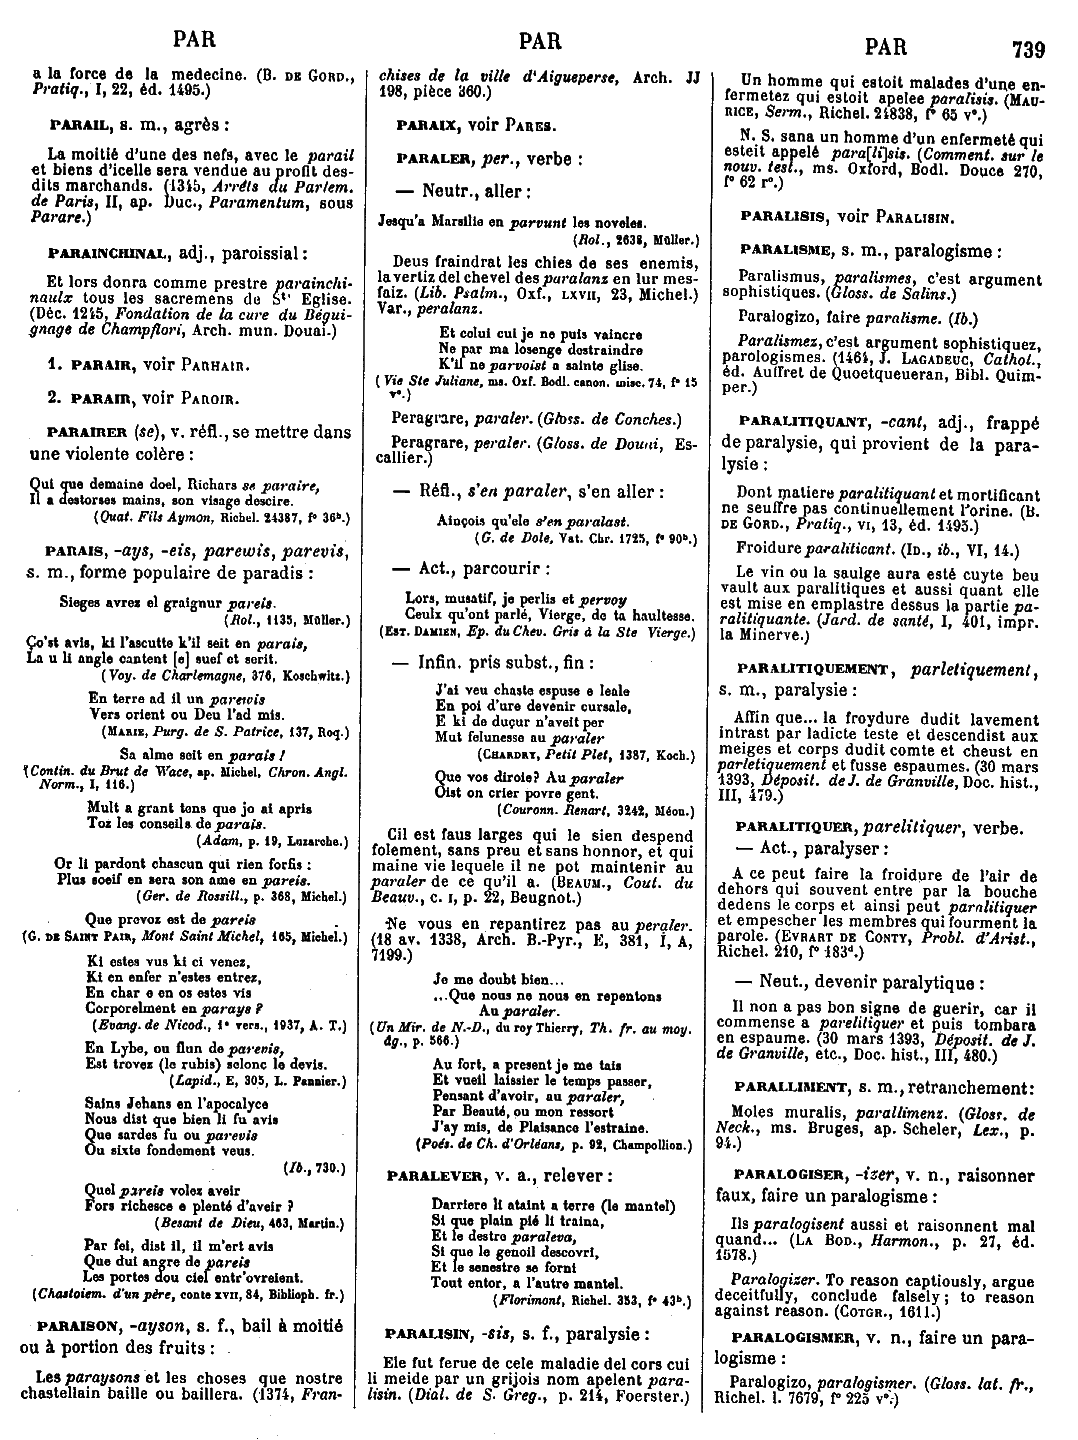 PAR
a la force de la medecine. (B. DE GORD.,
Pratiq., I, 22, éd. 1495.)
PARAIL, s. m., agrès :
La moitié d'une des nefs, avec le parail
et biens d'icelle sera vendue au profit des-
dits marchands. (1345, Arrêts du Parlem.
de Paris, II, ap. Duc., Paramentum, sous
Parare.)
PARAINCHINAL, adj., paroissial :
Et lors donra comme prestre parainchi-
naulx tous les sacremens de St. Eglise.
(Déc. 1245, Fondation de la cure du Bégui-
gnage de Champflori, Arch. mun. Douai.)
1. PARAIR, voir PARHAIR.
2. PARAIR, voir PAROIR.
PARAIRER (se), v. réfl., se mettre dans
une violente colère :
Qui que demaine doel, Richars se paraire,
Il a destorses mains, son visage descire.
(Quat. Fils Aymon, Richel. 24387, f° 36b.)
PARAIS, -ays, -eis, parewis, parevis,
s. m., forme populaire de paradis :
Sieges avrez el graignur pareis.
(Rol., 1135, Müller.)
Ço'st avis, ki l'ascutte k'il seit en parais,
La u li angle cantent [e] suef et serit.
(Voy. de Charlemagne, 376, Koschwitz.)
En terre ad il un parewis
Vers orient ou Deu l'ad mis.
(MARIE, Purg. de S. Patrice, 137, Roq.)
Sa alme seit en parais !
(Contin. du Brut de Wace, ap. Michel, Chron. Angl.
Norm., I, 116.)
Mult a grant tens que jo ai apris
Toz les conseils de parais.
(Adam, p. 19, Luzarche.)
Or li pardont chascun qui rien forfis :
Plus soeif en sera son ame en pareis.
(Ger. de Rossill., p. 368, Michel.)
Que prevoz est de pareis
(G. DE SAINT PAIR, Mont Saint Michel, 165, Michel.)
Ki estes vus ki ci venez,
Ki en enfer n'estes entrez,
En char e en os estes vis
Corporelment en parays ?
(Evang. de Nicod., 1e vers., 1937, A. T.)
En Lybe, ou flun de parevis,
Est trovez (le rubis) selonc le devis.
(Lapid., E, 305, L. Pannier.)
Sains Jehans en l'apocalyce
Nous dist que bien li fu avis
Que sardes fu ou parevis
Ou sixte fondement veus.
(Ib., 730.)
Quel pareis volez aveir
Fors richesce e plenté d'aveir ?
(Besant de Dieu, 463, Martin.)
Par fei, dist il, il m'ert avis
Que dui angre de pareis
Les portes dou ciel entr'ovreient.
(Chastoiem. d'un père, conte XVII, 84, Biblioph. fr.)
PARAISON, -ayson, s. f., bail à moitié
ou à portion des fruits :
Les paraysons et les choses que nostre
chastellain baille ou baillera. (1374, Fran-
PAR
chises de la ville d'Aigueperse, Arch. JJ
198, pièce 360.)
PARAIX, voir PARES.
PARALER, per., verbe :
— Neutr., aller :
Jesqu'a Marsilie en parvunt les noveles.
(Rol., 2638, Müller.)
Deus fraindrat les chies de ses enemis,
la vertiz del chevel des puralanz en lur mes-
faiz. (Lib. Psalm., Oxf., LXVII, 23, Michel.)
Var., peralanz.
Et celui cui je ne puis vaincre
Ne par ma losenge destraindre
K'il ne parvoist a sainte glise.
(Vie Ste Juliane, ms. Oxf. Bodl. canon. misc. 74, f° 15
v°.)
Peragrare, paraler. (Gloss. de Conches.)
Peragrare, peraler. (Gloss. de Douai, Es-
callier.)
— Réfl., s'en paraler, s'en aller :
Ainçois qu'ele s'en paralast.
(G. de Dole, Vat. Chr. 1725, f° 90b.)
— Act., parcourir :
Lors, musatif, je perlis et pervoy
Ceulx qu'ont parlé, Vierge, de ta haultesse.
(EST. DAMIEN, Ep. du Chev. Gris à la Ste Vierge.)
— Infin. pris subst., fin :
J'ai veu chaste espuse e leale
En poi d'ure devenir cursale,
E ki de duçur n'aveit per
Mut felunesse au paraler
(CHARDRY, Petit Plet, 1387, Koch.)
Que vos diroie? Au paraler
Oist on crier povre gent.
(Couronn. Renart, 3242, Méon.)
Cil est faus larges qui le sien despend
folement, sans preu et sans honnor, et qui
maine vie lequele il ne pot maintenir au
paraler de ce qu'il a. (BEAUM., Cout. du
Beauv., c. I, p. 22, Beugnot.)
Ne vous en repantirez pas au peraler.
(18 av. 1338, Arch. B.-Pyr., E, 381, I, A,
7199.)
Je me doubt bien...
...Que nous ne nous en repentons
Au paraler.
(Un Mir. de N.-D., du roy Thierry, Th. fr. au moy.
âg., p. 566.)
Au fort, a present je me tais
Et vueil laissier le temps passer,
Pensant d'avoir, au paraler,
Par Beauté, ou mon ressort
J'ay mis, de Plaisance l'estraine.
(Poés. de Ch. d'Orléans, p. 92, Champollion.)
PARALEVER, v. a., relever :
Darriere li ataint a terre (le mantel)
Si que plain pié li traina,
Et le destre paraleva,
Si que le genoil descovri,
Et le senestre se forni
Tout entor, a l'autre mantel.
(Florimont, Richel. 353, f° 43b.)
PARALISIN, -sis, s. f., paralysie :
Ele fut ferue de cele maladie del cors cui
li meide par un grijois nom apelent para-
lisin. (Dial. de S. Greg., p. 214, Foerster.)
PAR 739
Un homme qui estoit malades d'une en-
fermetez qui estoit apelee paralisis. (MAU-
RICE, Serm., Richel. 24838, f° 65 v°.)
N. S. sana un homme d'un enfermeté qui
esteit appelé para[li]sis. (Comment. sur le
nouv. test., ms. Oxford, Bodl. Douce 270,
f° 62 r°.)
PARALISIS, voir PARALISIN.
PARALISME, s. m., paralogisme :
Paralismus, paralismes, c'est argument
sophistiques. (Gloss. de Salins.)
Paralogizo, faire paralisme. (Ib.)
Paralismez, c'est argument sophistiquez,
parologismes. (1464, J. LAGADEUC, Cathol.,
éd. Auffret de Quoetqueueran, Bibl. Quim-
per.)
PARALITIQUANT, -cant, adj., frappé
de paralysie, qui provient de la para-
lysie :
Dont matiere paralitiquant et mortificant
ne seuffre pas continuellement l'orine. (B.
DE GORD., Pratiq., VI, 13, éd. 1495.)
Froidure paraliticant. (ID., ib., VI, 14.)
Le vin ou la saulge aura esté cuyte beu
vault aux paralitiques et aussi quant elle
est mise en emplastre dessus la partie pa-
ralitiquante. (Jard. de santé, I, 401, impr.
la Minerve.)
PARALITIQUEMENT, parletiquement,
s. m., paralysie :
Affin que... la froydure dudit lavement
intrast par ladicte teste et descendist aux
meiges et corps dudit comte et cheust en
parletiquement et fusse espaumes. (30 mars
1393, Déposit. de J. de Granville, Doc. hist.,
III, 479.)
PARALITIQUER, parelitiquer, verbe.
— Act., paralyser :
A ce peut faire la froidure de l'air de
dehors qui souvent entre par la bouche
dedens le corps et ainsi peut paralitiquer
et empescher les membres qui fourment la
parole. (EVRART DE CONTY, Probl. d'Arist.,
Richel. 210, f° 183d.)
— Neut., devenir paralytique :
Il non a pas bon signe de guerir, car il
commense a parelitiquer et puis tombara
en espaume. (30 mars 1393, Déposit. de J.
de Granville, etc., Doc. hist., III, 480.)
PARALLIMENT, s. m., retranchement:
Moles muralis, parallimenz. (Gloss. de
Neck., ms. Bruges, ap. Scheler, Lex., p.
94.)
PARALOGISER, -izer, v. n., raisonner
faux, faire un paralogisme :
Ils paralogisent aussi et raisonnent mal
quand... (LA BOD., Harmon., p. 27, éd.
1578.)
Paralogizer. To reason captiously, argue
deceitfully, conclude falsely; to reason
against reason. (COTGR., 1611.)
PARALOGISMER, v. n., faire un para-
logisme :
Paralogizo, paralogismer. (Gloss. lat. fr.,
Richel. l. 7679, f° 225 v°.)